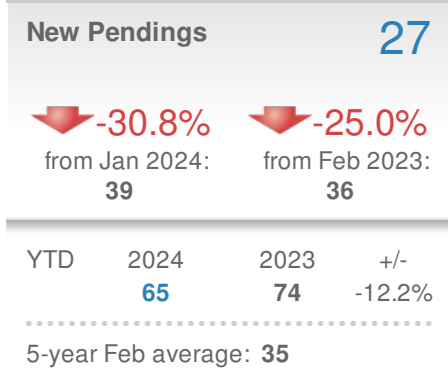 New Pendings 27
-30.8% -25.0%
from Jan 2024: from Feb 2023:
39 36
YTD 2024 2023 +/-
65 74 -12.2%
5-year Feb average: 35